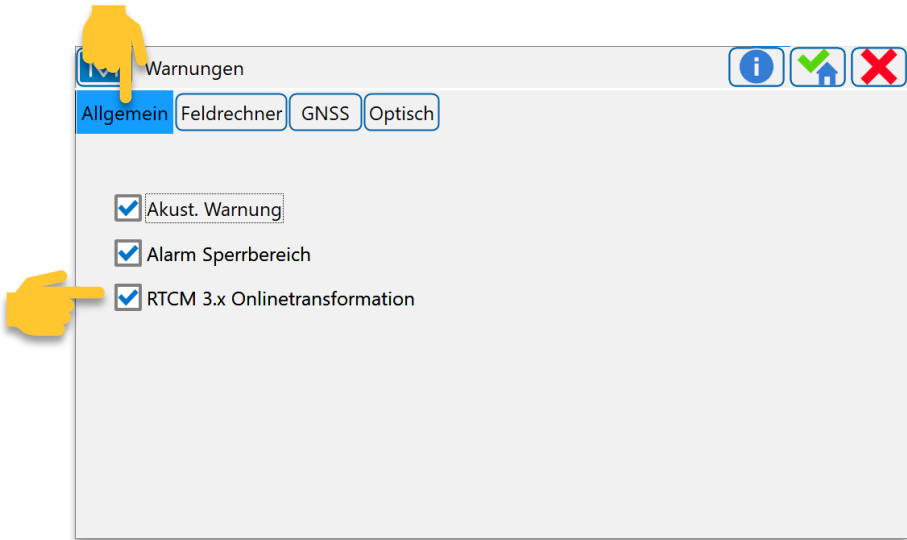 Warnungen
Allgemein Feldrechner GNSS Optisch
Akust. Warnung
Alarm Sperrbereich
RTCM 3.x Onlinetransformation